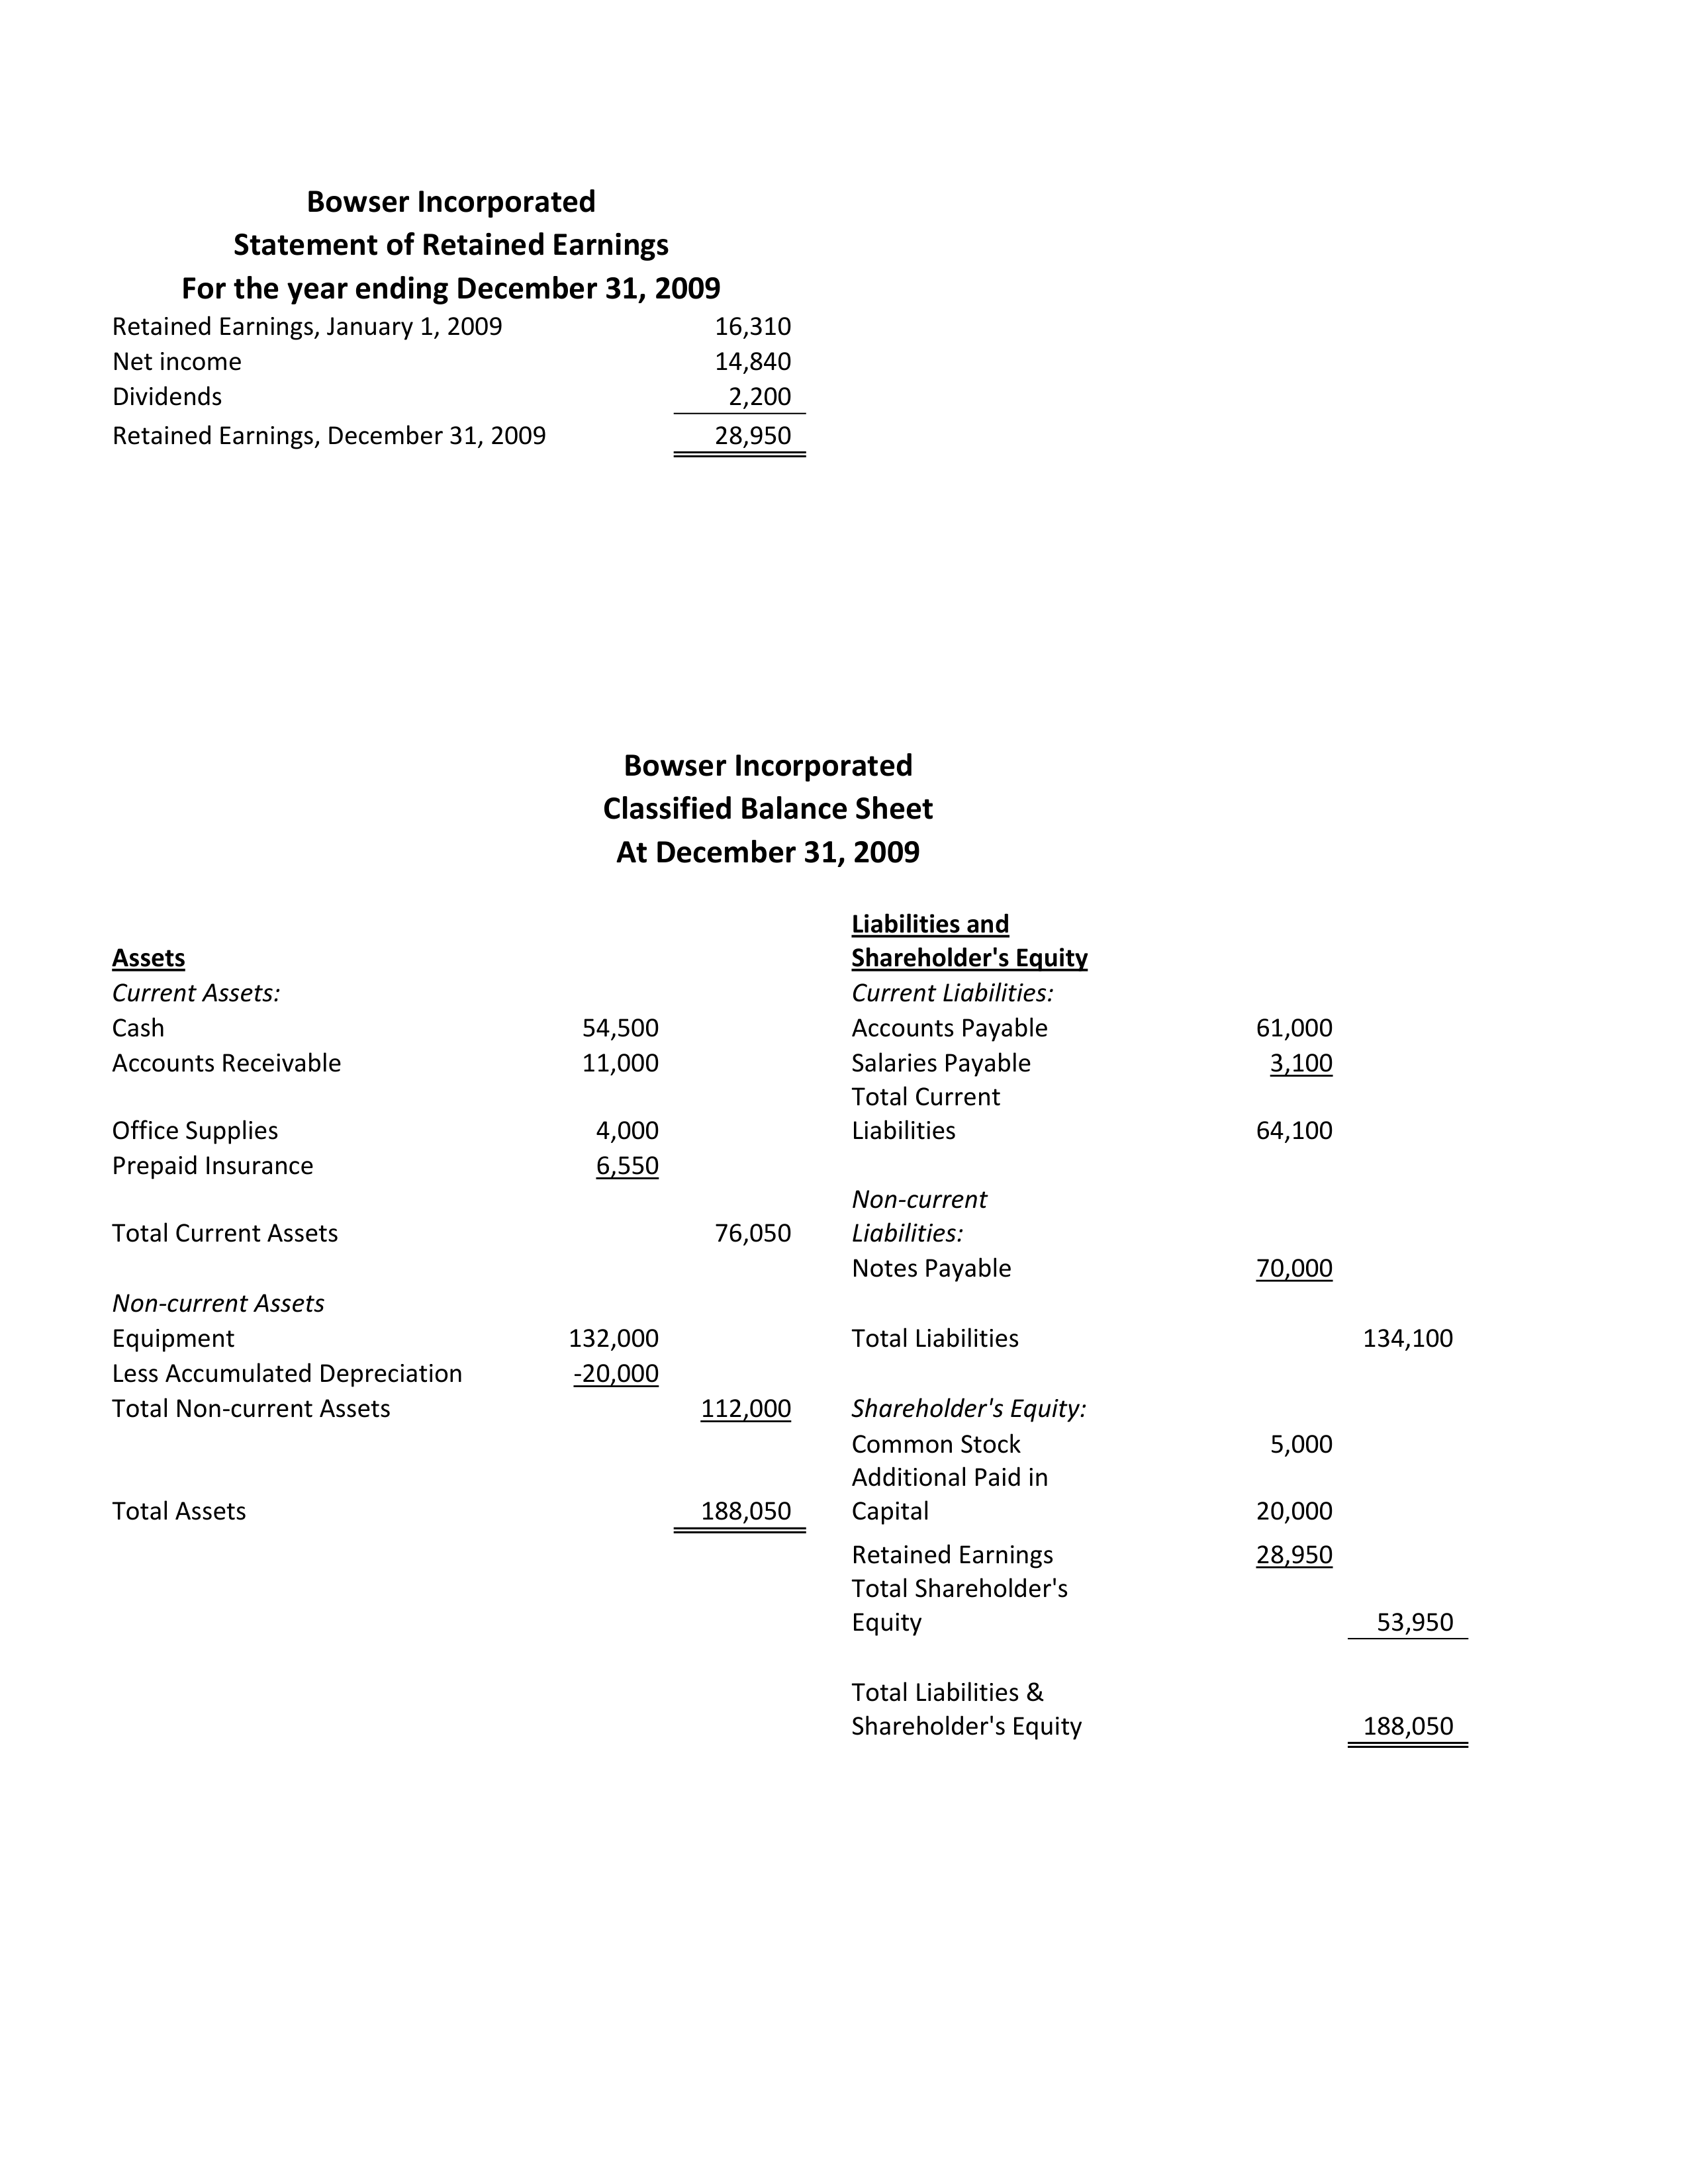 Bowser Incorporated
Statement of Retained Earnings
For the year ending December 31, 2009
Retained Earnings, January 1, 2009 16,310
Net income 14,840
Dividends 2,200
Retained Earnings, December 31, 2009 28,950
Bowser Incorporated
Classified Balance Sheet
At December 31, 2009
Liabilities and
Assets Shareholder's Equity
Current Assets: Current Liabilities:
Cash 54,500 Accounts Payable 61,000
Accounts Receivable 11,000 Salaries Payable 3,100
Total Current
Office Supplies 4,000 Liabilities 64,100
Prepaid Insurance 6,550
Non-current
Total Current Assets 76,050 Liabilities:
Notes Payable 70,000
Non-current Assets
Equipment 132,000 Total Liabilities 134,100
Less Accumulated Depreciation -20,000
Total Non-current Assets 112,000 Shareholder's Equity:
Common Stock 5,000
Additional Paid in
Total Assets 188,050 Capital 20,000
Retained Earnings 28,950
Total Shareholder's
Equity 53,950
Total Liabilities &
Shareholder's Equity 188,050